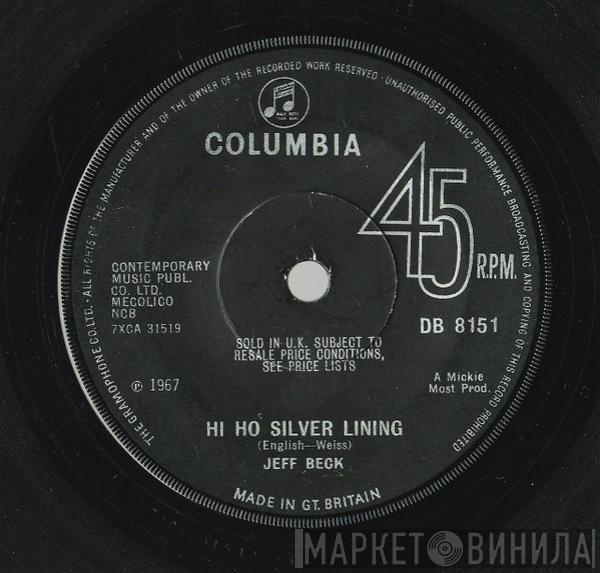 THE GRAMOPHONE CO. LTD. · ALL RIGHTS OF THE MANUFACTURER AND OF THE OWNER OF THE RECORDED WORK RESERVED · UNAUTHORISED PUBLIC PERFORMANCE BROADCASTING AND COPYING OF THIS RECORD PROHIBITED
COLUMBIA
45
R.P.M.
CONTEMPORARY
MUSIC PUBL.
CO. LTD.
MECOLICO
NCB
7XCA 31519
DB 8151
SOLD IN U.K. SUBJECT TO
RESALE PRICE CONDITIONS,
SEE PRICE LISTS
℗ 1967
A Mickie
Most Prod.
HI HO SILVER LINING
(English—Weiss)
JEFF BECK
MADE IN GT. BRITAIN
МАРКЕТ ВИНИЛА